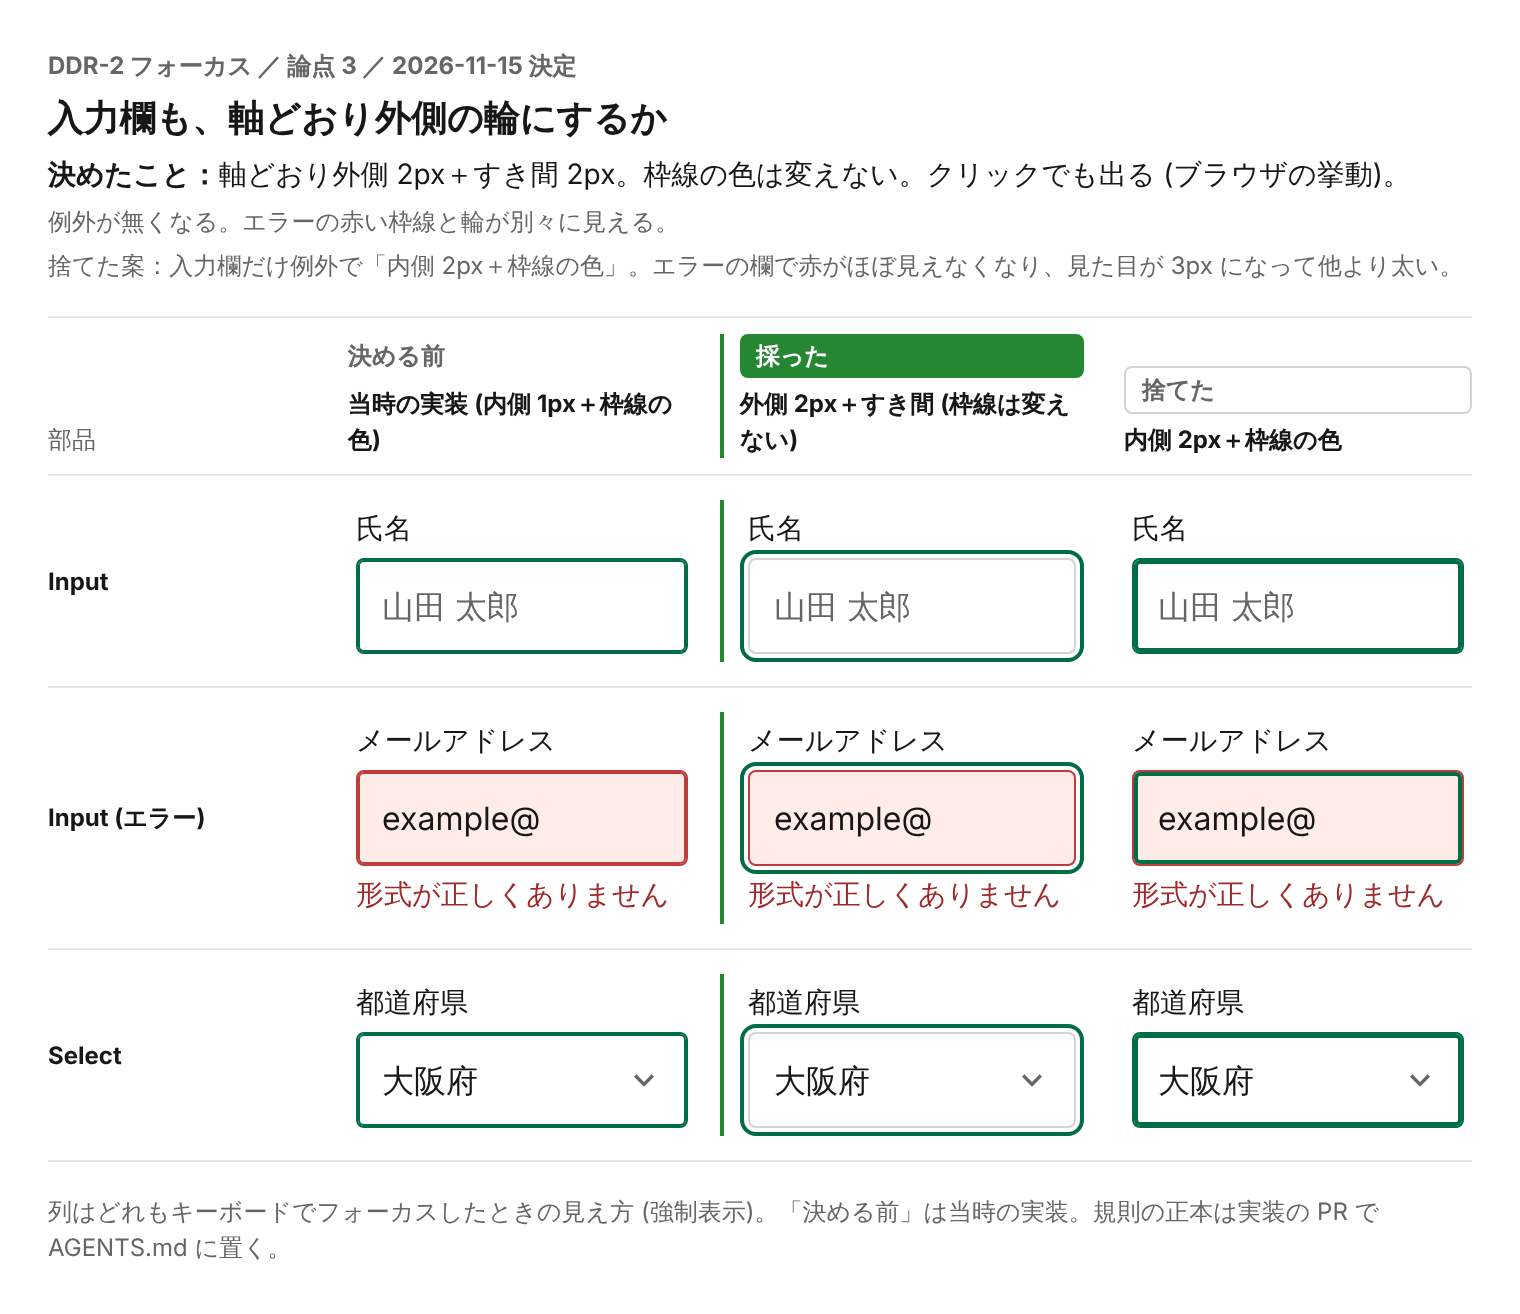 DDR-2 フォーカス ／ 論点 3 ／ 2026-11-15 決定
入力欄も、軸どおり外側の輪にするか
決めたこと：軸どおり外側 2px＋すき間 2px。枠線の色は変えない。クリックでも出る (ブラウザの挙動)。
例外が無くなる。エラーの赤い枠線と輪が別々に見える。
捨てた案：入力欄だけ例外で「内側 2px＋枠線の色」。エラーの欄で赤がほぼ見えなくなり、見た目が 3px になって他より太い。
部品
決める前
当時の実装 (内側 1px＋枠線の
色)
採った
外側 2px＋すき間 (枠線は変え
ない)
捨てた
内側 2px＋枠線の色
Input
氏名
山田 太郎
氏名
山田 太郎
氏名
山田 太郎
Input (エラー)
メールアドレス
example@
形式が正しくありません
メールアドレス
example@
形式が正しくありません
メールアドレス
example@
形式が正しくありません
Select
都道府県
大阪府
都道府県
大阪府
都道府県
大阪府
列はどれもキーボードでフォーカスしたときの見え方 (強制表示)。「決める前」は当時の実装。規則の正本は実装の PR で
AGENTS.md に置く。